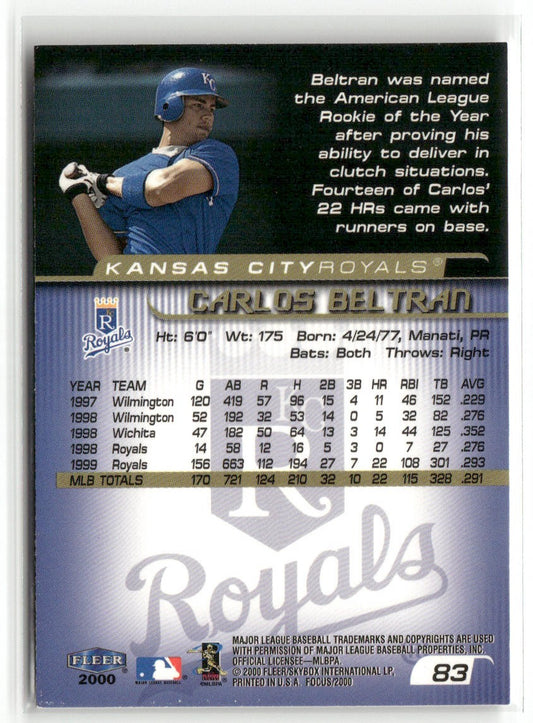 KC
Beltran was named
the American League
Rookie of the Year
after proving his
ability to deliver in
clutch situations.
Fourteen of Carlos'
22 HRs came with
runners on base.
KANSAS CITY ROYALS®
CARLOS BELTRAN
R
Royals®
Ht: 6'0" Wt: 175 Born: 4/24/77, Manati, PR
Bats: Both Throws: Right
YEAR TEAM G AB R H 2B 3B HR RBI TB AVG
1997 Wilmington 120 419 57 96 15 4 11 46 152 .229
1998 Wilmington 52 192 32 53 14 0 5 32 82 .276
1998 Wichita 47 182 50 64 13 3 14 44 125 .352
1998 Royals 14 58 12 16 5 3 0 7 27 .276
1999 Royals 156 663 112 194 27 7 22 108 301 .293
MLB TOTALS 170 721 124 210 32 10 22 115 328 .291
KC
R
Royals
FLEER
2000
MAJOR LEAGUE BASEBALL
MLBPA
MAJOR LEAGUE BASEBALL TRADEMARKS AND COPYRIGHTS ARE USED
WITH PERMISSION OF MAJOR LEAGUE BASEBALL PROPERTIES, INC.
OFFICIAL LICENSEE—MLBPA.
© 2000 FLEER/SKYBOX INTERNATIONAL LP,
PRINTED IN U.S.A. FOCUS/2000
83